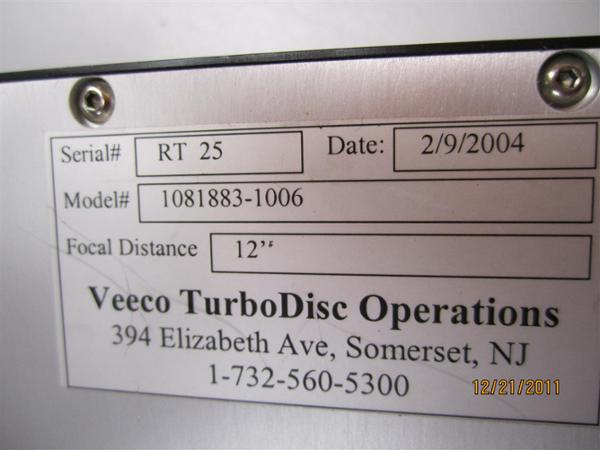 Serial# RT 25 Date: 2/9/2004
Model# 1081883-1006
Focal Distance 12"
Veeco TurboDisc Operations
394 Elizabeth Ave, Somerset, NJ
1-732-560-5300
12/21/2011